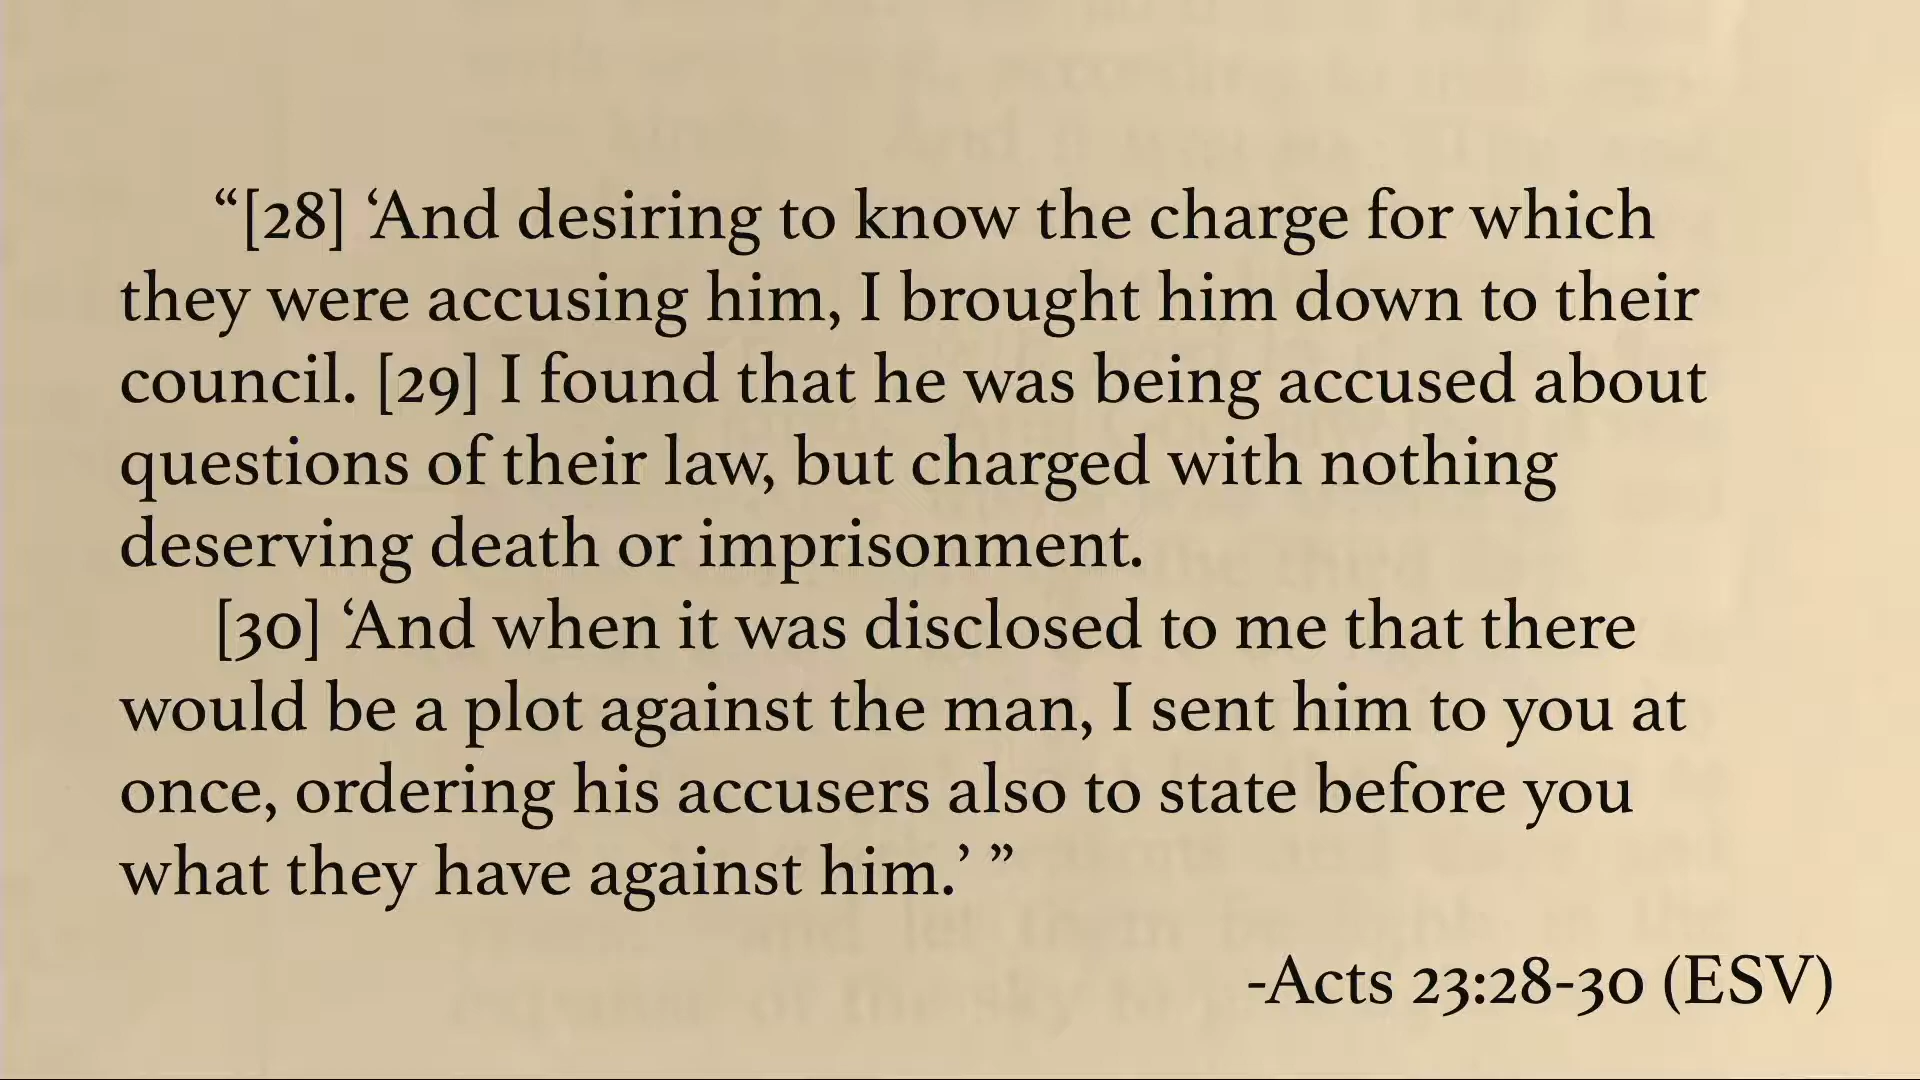 “[28] ‘And desiring to know the charge for which
they were accusing him, I brought him down to their
council. [29] I found that he was being accused about
questions of their law, but charged with nothing
deserving death or imprisonment.
[30] ‘And when it was disclosed to me that there
would be a plot against the man, I sent him to you at
once, ordering his accusers also to state before you
what they have against him.’ ”
-Acts 23:28-30 (ESV)